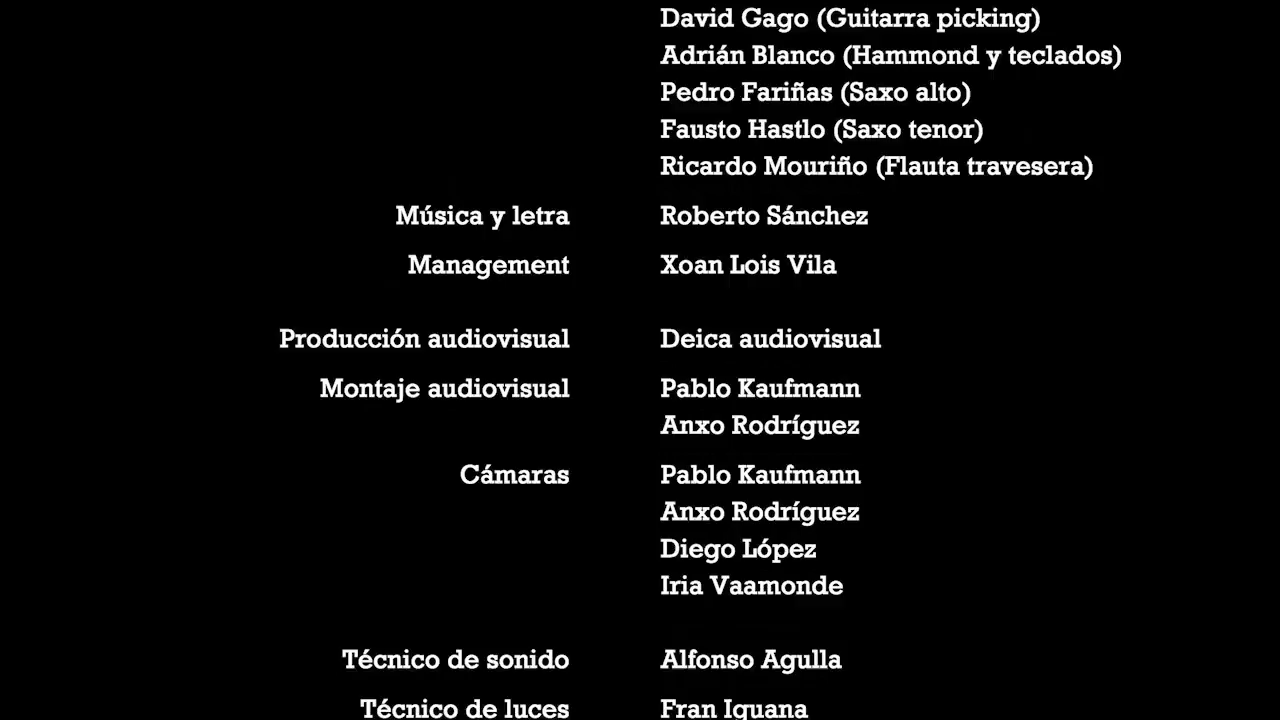 David Gago (Guitarra picking)
Adrián Blanco (Hammond y teclados)
Pedro Fariñas (Saxo alto)
Fausto Hastlo (Saxo tenor)
Ricardo Mouriño (Flauta travesera)
Música y letra Roberto Sánchez
Management Xoan Lois Vila
Producción audiovisual Deica audiovisual
Montaje audiovisual Pablo Kaufmann
Anxo Rodríguez
Cámaras Pablo Kaufmann
Anxo Rodríguez
Diego López
Iria Vaamonde
Técnico de sonido Alfonso Agulla
Técnico de luces Fran Iguana